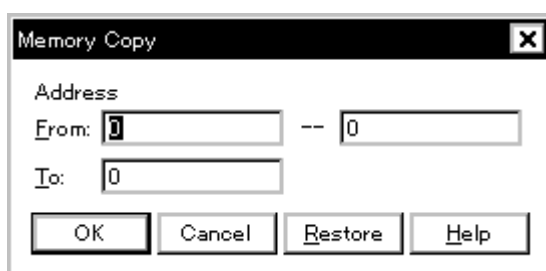 Memory Copy
Address
From: 0 -- 0
To: 0
OK Cancel Restore Help